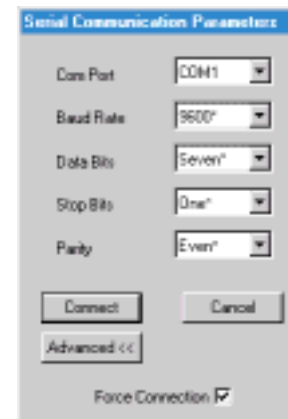 Serial Communication Parameters
Com Port COM1
Baud Rate 9600*
Data Bits Seven*
Stop Bits One*
Parity Even*
Connect Cancel
Advanced <<
Force Connection